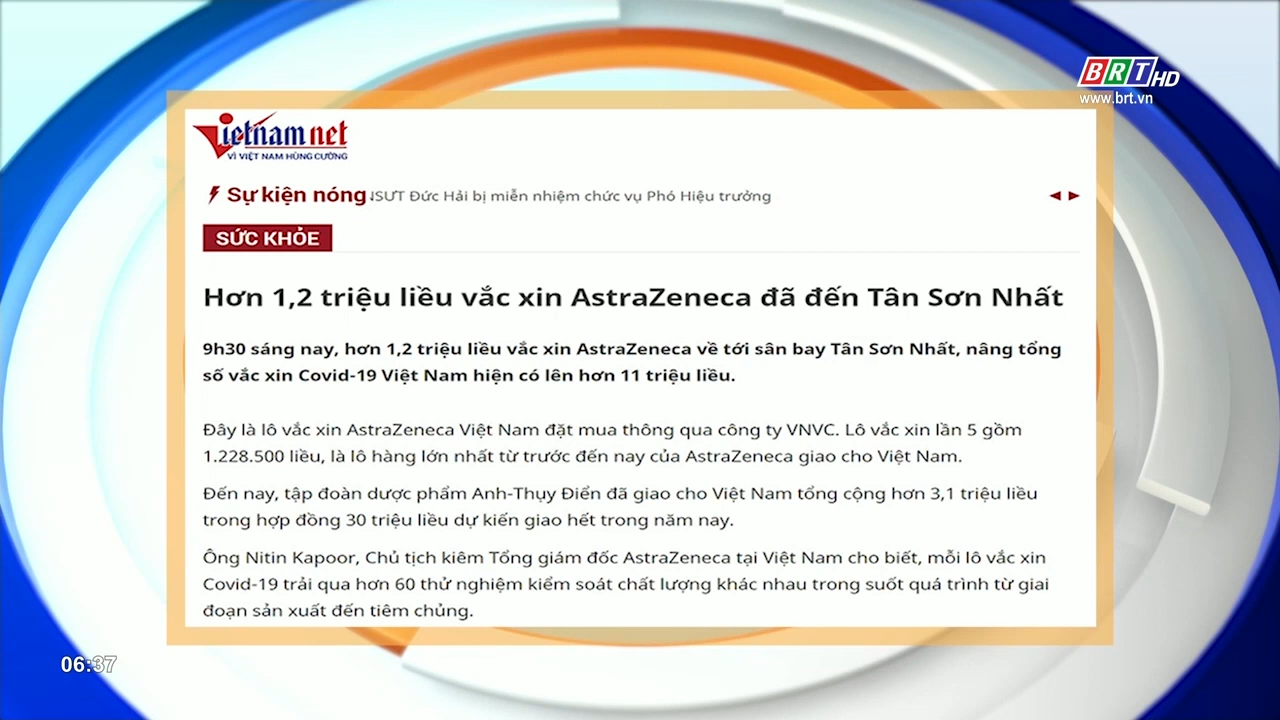 BRT HD
www.brt.vn
Vietnamnet
VÌ VIỆT NAM HÙNG CƯỜNG
Sự kiện nóng NSƯT Đức Hải bị miễn nhiệm chức vụ Phó Hiệu trưởng
SỨC KHỎE
Hơn 1,2 triệu liều vắc xin AstraZeneca đã đến Tân Sơn Nhất
9h30 sáng nay, hơn 1,2 triệu liều vắc xin AstraZeneca về tới sân bay Tân Sơn Nhất, nâng tổng
số vắc xin Covid-19 Việt Nam hiện có lên hơn 11 triệu liều.
Đây là lô vắc xin AstraZeneca Việt Nam đặt mua thông qua công ty VNVC. Lô vắc xin lần 5 gồm
1.228.500 liều, là lô hàng lớn nhất từ trước đến nay của AstraZeneca giao cho Việt Nam.
Đến nay, tập đoàn dược phẩm Anh-Thụy Điển đã giao cho Việt Nam tổng cộng hơn 3,1 triệu liều
trong hợp đồng 30 triệu liều dự kiến giao hết trong năm nay.
Ông Nitin Kapoor, Chủ tịch kiêm Tổng giám đốc AstraZeneca tại Việt Nam cho biết, mỗi lô vắc xin
Covid-19 trải qua hơn 60 thử nghiệm kiểm soát chất lượng khác nhau trong suốt quá trình từ giai
đoạn sản xuất đến tiêm chủng.
06:37